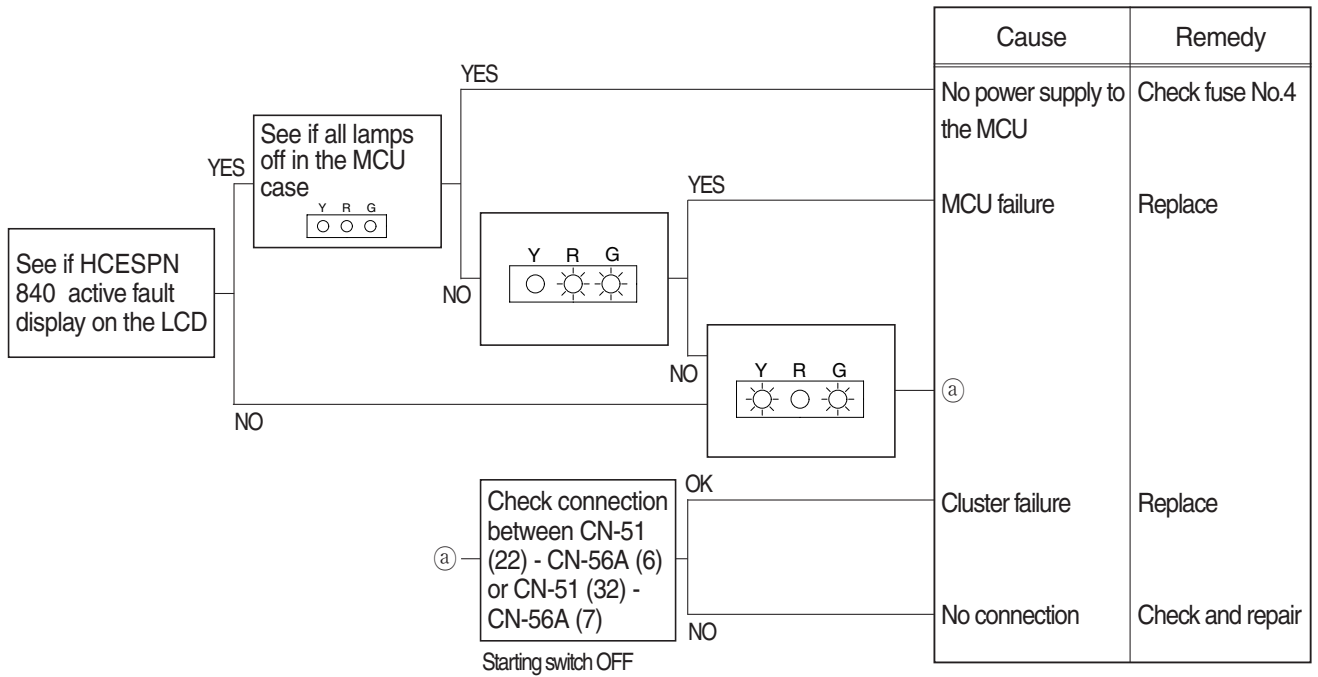 Cause
Remedy
YES
No power supply to
the MCU
Check fuse No.4
See if all lamps
off in the MCU
case
Y R G
YES
YES
MCU failure
Replace
See if HCESPN
840 active fault
display on the LCD
Y R G
NO
NO
Y R G
ⓐ
NO
Check connection
between CN-51
(22) - CN-56A (6)
or CN-51 (32) -
CN-56A (7)
ⓐ
OK
Cluster failure
Replace
NO
No connection
Check and repair
Starting switch OFF